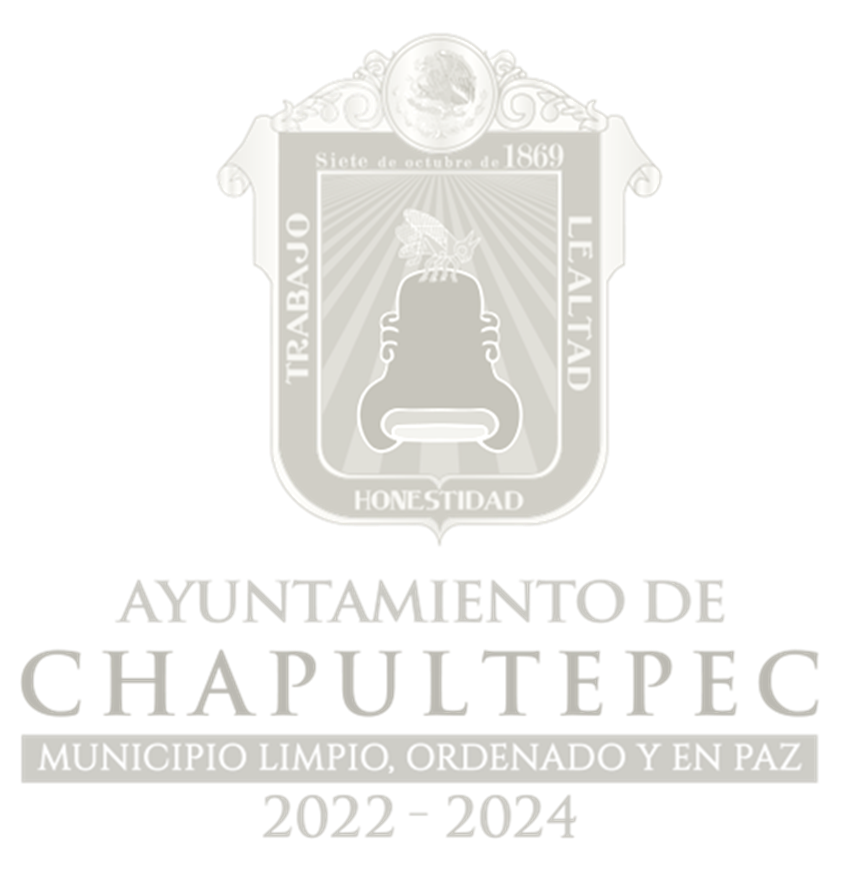 Siete de octubre de 1869
TRABAJO
LEALTAD
HONESTIDAD
AYUNTAMIENTO DE
CHAPULTEPEC
MUNICIPIO LIMPIO, ORDENADO Y EN PAZ
2022 - 2024